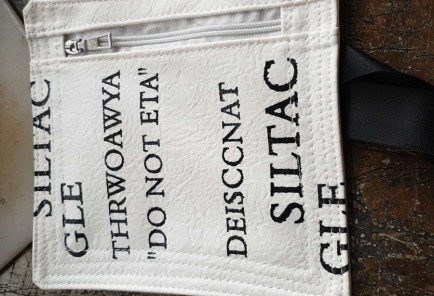 SILTAC
GLE
THRWOAWYA
"DO NOT ETA"
DEISCCNAT
SILTAC
GLE